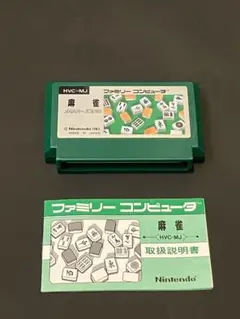 HVC-MJ
ファミリー コンピュータ
麻雀
© Nintendo
ファミリー コンピュータ
麻雀
<HVC-MJ>
取扱説明書
Nintendo